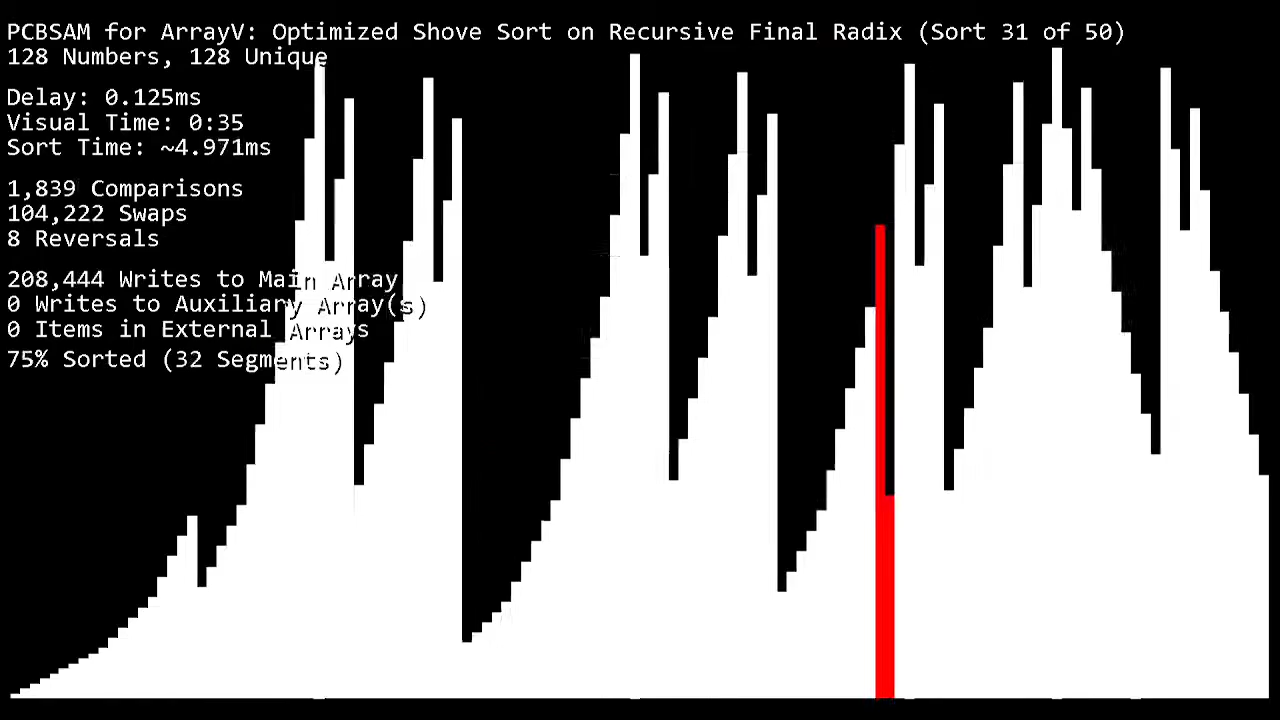 PCBSAM for ArrayV: Optimized Shove Sort on Recursive Final Radix (Sort 31 of 50)
128 Numbers, 128 Unique
Delay: 0.125ms
Visual Time: 0:35
Sort Time: ~4.971ms
1,839 Comparisons
104,222 Swaps
8 Reversals
208,444 Writes to Main Array
0 Writes to Auxiliary Array(s)
0 Items in External Arrays
75% Sorted (32 Segments)